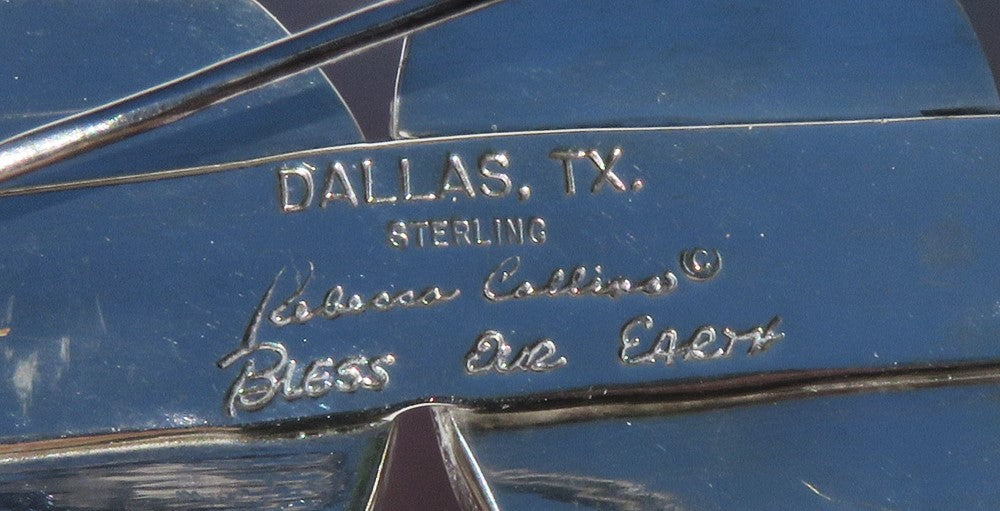 DALLAS, TX.
STERLING
Rebecca Collins ©
BLESS OUR EARTH